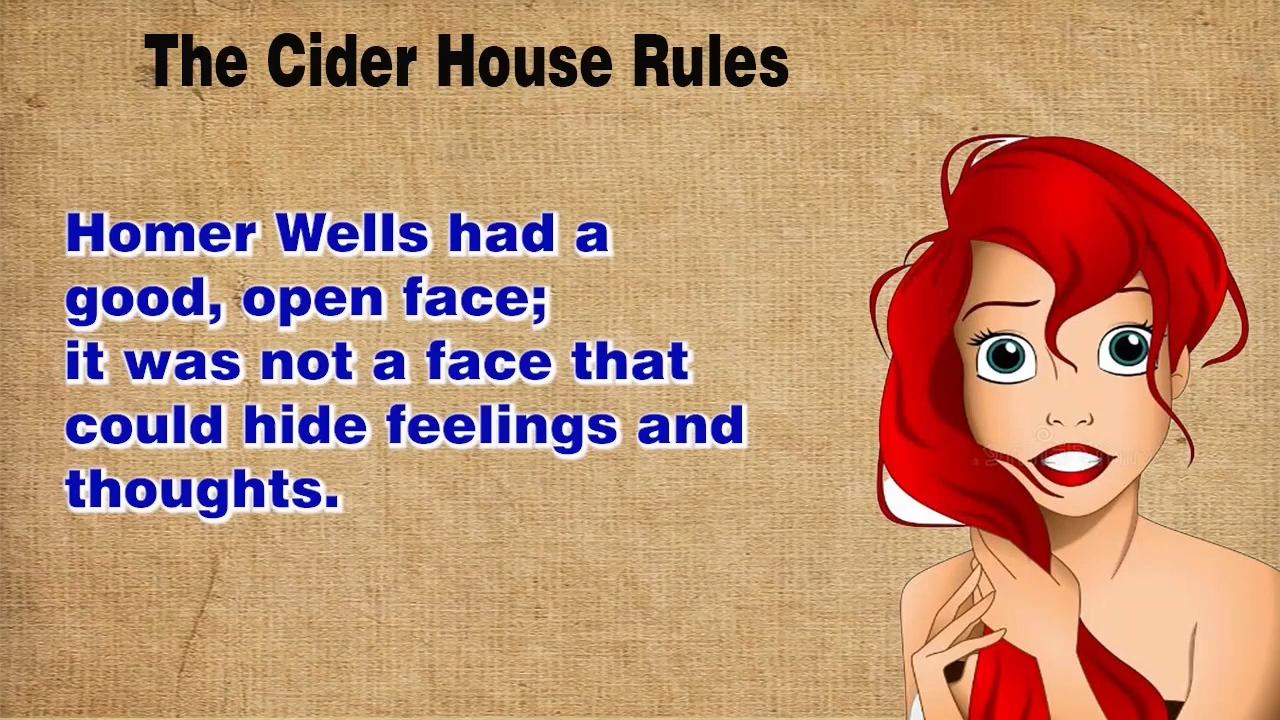 The Cider House Rules
Homer Wells had a
good, open face;
it was not a face that
could hide feelings and
thoughts.